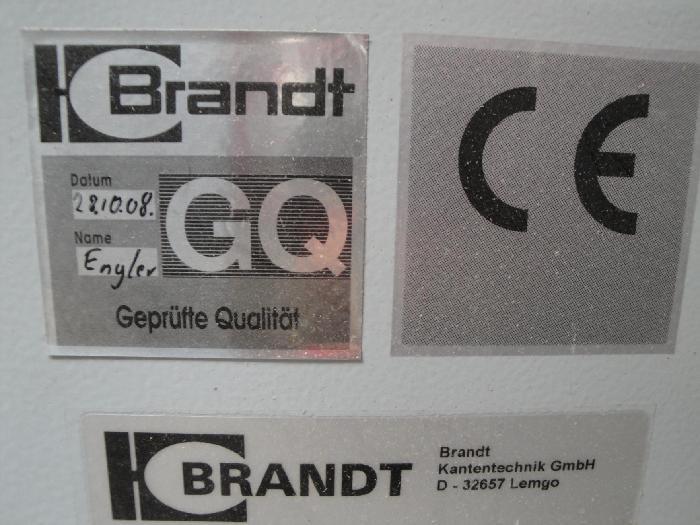 Brandt
Datum
28.10.08.
Name
Engler
GQ
Geprüfte Qualität
CE
BRANDT
Brandt
Kantentechnik GmbH
D - 32657 Lemgo